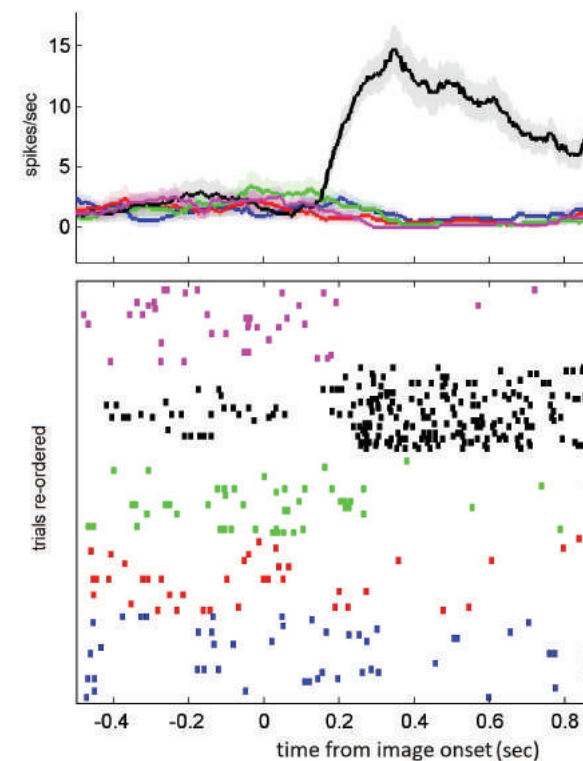 15
10
5
0
spikes/sec
trials re-ordered
-0.4 -0.2 0 0.2 0.4 0.6 0.8
time from image onset (sec)